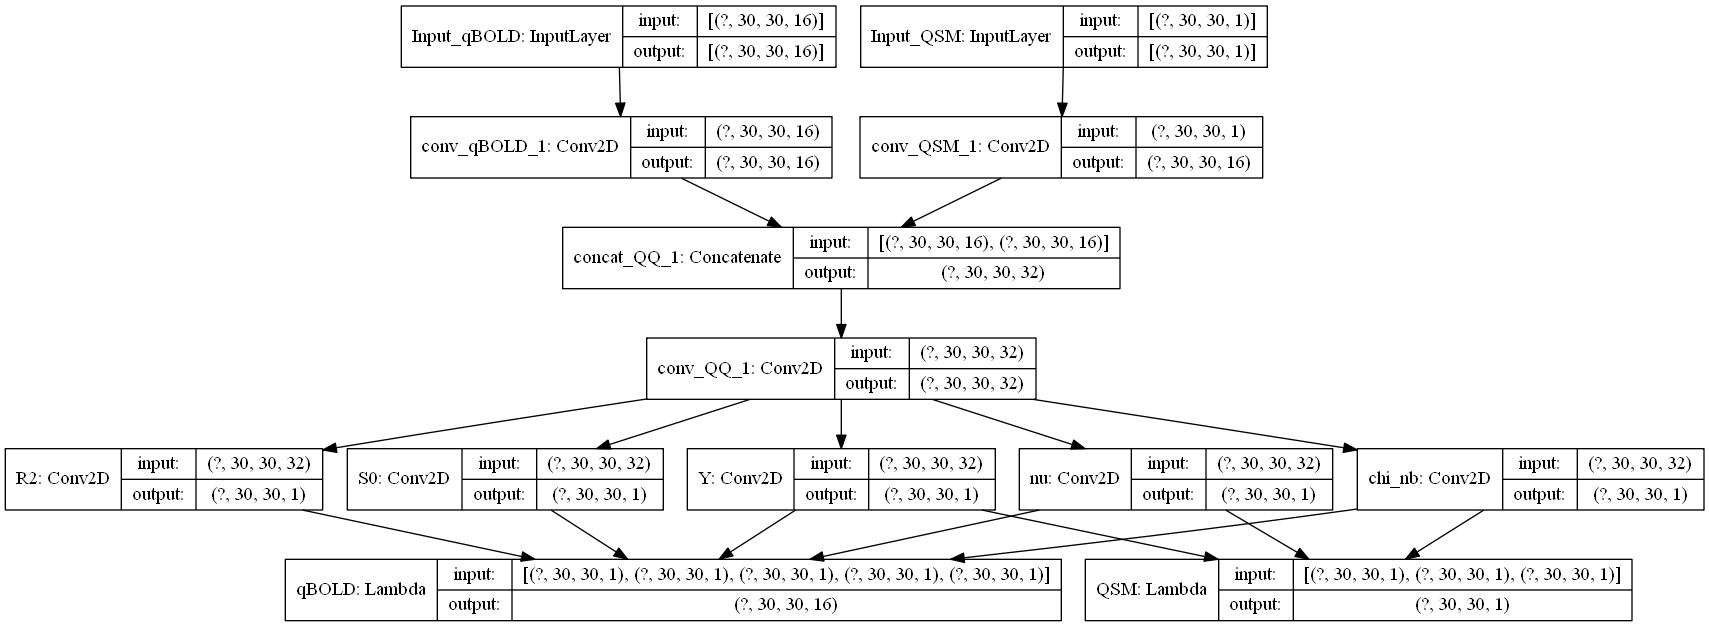 Input_qBOLD: InputLayer input: [(?, 30, 30, 16)] output: [(?, 30, 30, 16)]
Input_QSM: InputLayer input: [(?, 30, 30, 1)] output: [(?, 30, 30, 1)]
conv_qBOLD_1: Conv2D input: (?, 30, 30, 16) output: (?, 30, 30, 16)
conv_QSM_1: Conv2D input: (?, 30, 30, 1) output: (?, 30, 30, 16)
concat_QQ_1: Concatenate input: [(?, 30, 30, 16), (?, 30, 30, 16)] output: (?, 30, 30, 32)
conv_QQ_1: Conv2D input: (?, 30, 30, 32) output: (?, 30, 30, 32)
R2: Conv2D input: (?, 30, 30, 32) output: (?, 30, 30, 1)
S0: Conv2D input: (?, 30, 30, 32) output: (?, 30, 30, 1)
Y: Conv2D input: (?, 30, 30, 32) output: (?, 30, 30, 1)
nu: Conv2D input: (?, 30, 30, 32) output: (?, 30, 30, 1)
chi_nb: Conv2D input: (?, 30, 30, 32) output: (?, 30, 30, 1)
qBOLD: Lambda input: [(?, 30, 30, 1), (?, 30, 30, 1), (?, 30, 30, 1), (?, 30, 30, 1), (?, 30, 30, 1)] output: (?, 30, 30, 16)
QSM: Lambda input: [(?, 30, 30, 1), (?, 30, 30, 1), (?, 30, 30, 1)] output: (?, 30, 30, 1)